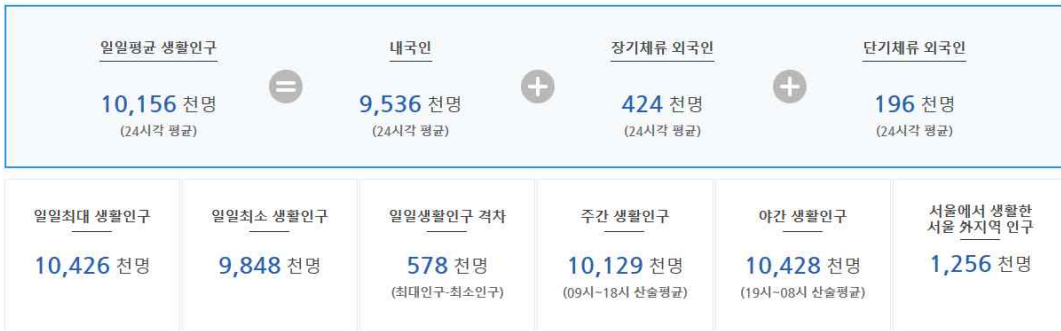 일일평균 생활인구
10,156 천명
(24시각 평균)
=
내국인
9,536 천명
(24시각 평균)
+
장기체류 외국인
424 천명
(24시각 평균)
+
단기체류 외국인
196 천명
(24시각 평균)
일일최대 생활인구
10,426 천명
일일최소 생활인구
9,848 천명
일일생활인구 격차
578 천명
(최대인구-최소인구)
주간 생활인구
10,129 천명
(09시~18시 산술평균)
야간 생활인구
10,428 천명
(19시~08시 산술평균)
서울에서 생활한
서울 外지역 인구
1,256 천명